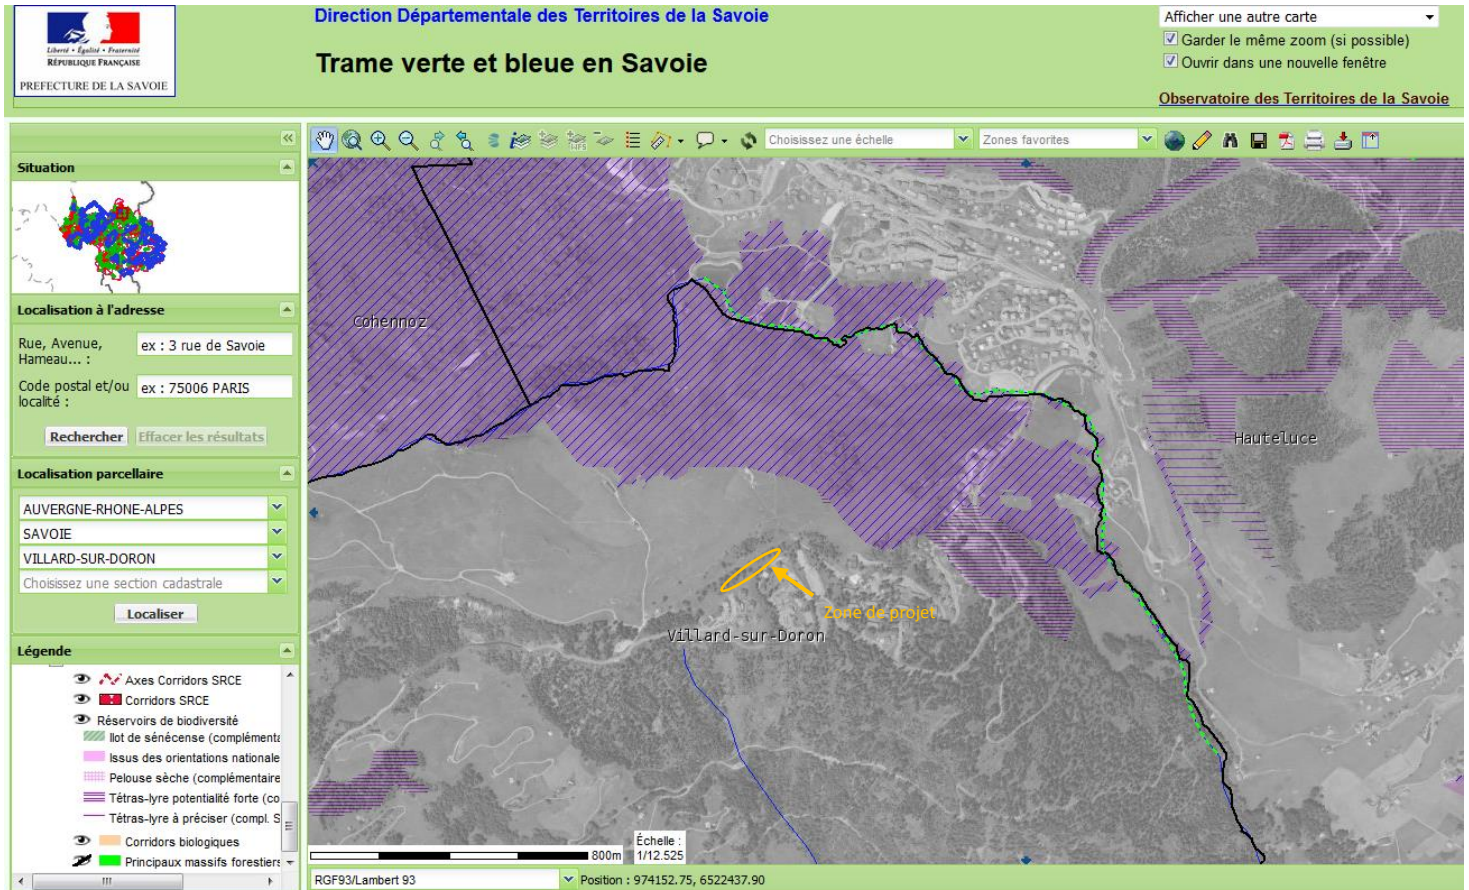 Liberté • Égalité • Fraternité
RÉPUBLIQUE FRANÇAISE
PREFECTURE DE LA SAVOIE
Direction Départementale des Territoires de la Savoie
Trame verte et bleue en Savoie
Afficher une autre carte
Garder le même zoom (si possible)
Ouvrir dans une nouvelle fenêtre
Observatoire des Territoires de la Savoie
Choisissez une échelle
Zones favorites
Situation
Localisation à l'adresse
Rue, Avenue,
Hameau... :
ex : 3 rue de Savoie
Code postal et/ou
localité :
ex : 75006 PARIS
Rechercher
Effacer les résultats
Localisation parcellaire
AUVERGNE-RHONE-ALPES
SAVOIE
VILLARD-SUR-DORON
Choisissez une section cadastrale
Localiser
Légende
Axes Corridors SRCE
Corridors SRCE
Réservoirs de biodiversité
Ilot de sénécense (complémenta
Issus des orientations nationale
Pelouse sèche (complémentaire
Tétras-lyre potentialité forte (co
Tétras-lyre à préciser (compl. S
Corridors biologiques
Principaux massifs forestiers
Cohennoz
Hauteluce
Zone de projet
Villard-sur-Doron
800m
Échelle :
1/12.525
RGF93/Lambert 93
Position : 974152.75, 6522437.90